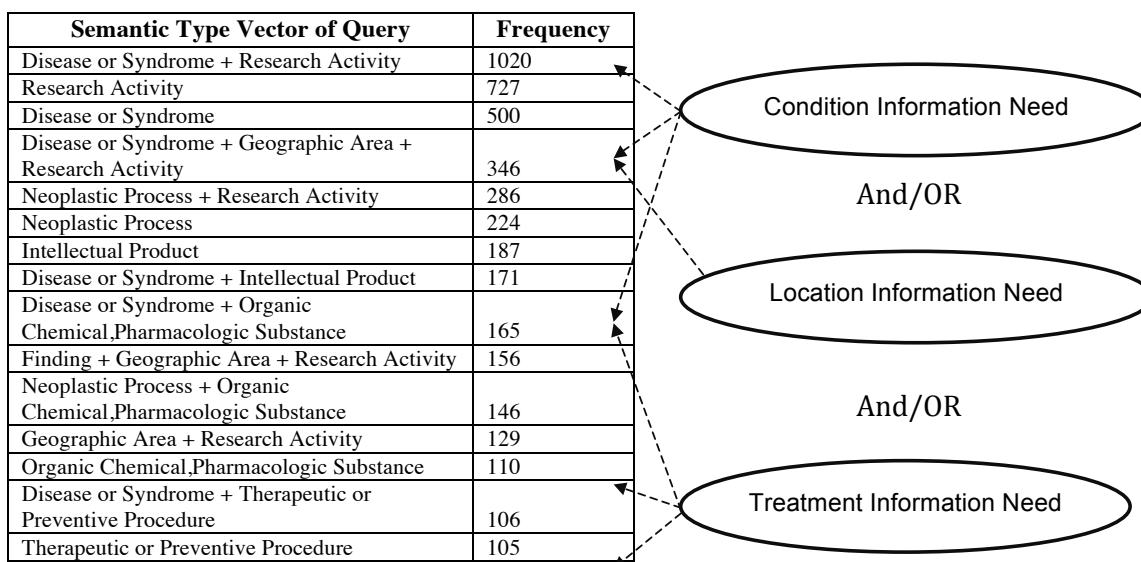 Semantic Type Vector of Query Frequency
Disease or Syndrome + Research Activity 1020
Research Activity 727
Disease or Syndrome 500
Disease or Syndrome + Geographic Area +
Research Activity 346
Neoplastic Process + Research Activity 286
Neoplastic Process 224
Intellectual Product 187
Disease or Syndrome + Intellectual Product 171
Disease or Syndrome + Organic
Chemical,Pharmacologic Substance 165
Finding + Geographic Area + Research Activity 156
Neoplastic Process + Organic
Chemical,Pharmacologic Substance 146
Geographic Area + Research Activity 129
Organic Chemical,Pharmacologic Substance 110
Disease or Syndrome + Therapeutic or
Preventive Procedure 106
Therapeutic or Preventive Procedure 105
Condition Information Need
And/OR
Location Information Need
And/OR
Treatment Information Need